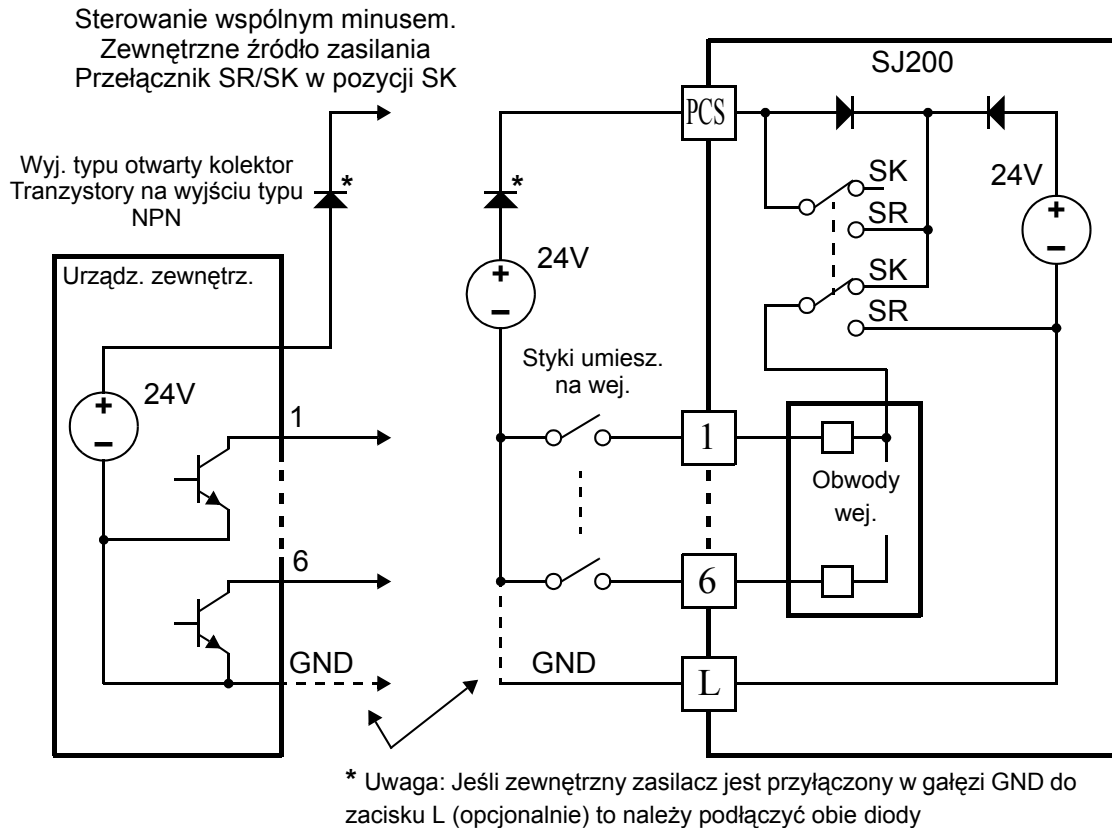 Sterowanie wspólnym minusem.
Zewnętrzne źródło zasilania
Przełącznik SR/SK w pozycji SK
SJ200
PCS
Wyj. typu otwarty kolektor
Tranzystory na wyjściu typu
NPN
*
*
SK
SR
24V
+
–
24V
+
–
SK
SR
Urządz. zewnętrz.
24V
+
–
Styki umiesz.
na wej.
1
1
Obwody
wej.
6
6
GND
GND
L
* Uwaga: Jeśli zewnętrzny zasilacz jest przyłączony w gałęzi GND do
zacisku L (opcjonalnie) to należy podłączyć obie diody